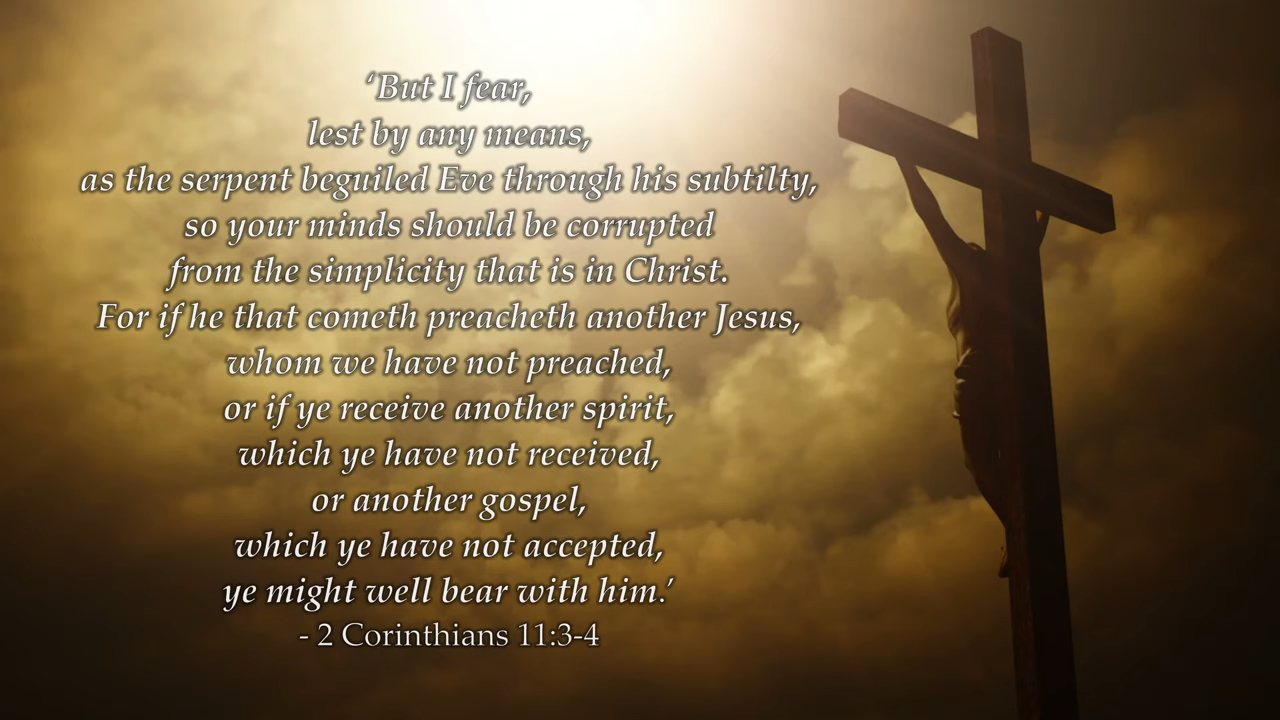 ‘But I fear,
lest by any means,
as the serpent beguiled Eve through his subtilty,
so your minds should be corrupted
from the simplicity that is in Christ.
For if he that cometh preacheth another Jesus,
whom we have not preached,
or if ye receive another spirit,
which ye have not received,
or another gospel,
which ye have not accepted,
ye might well bear with him.’
- 2 Corinthians 11:3-4